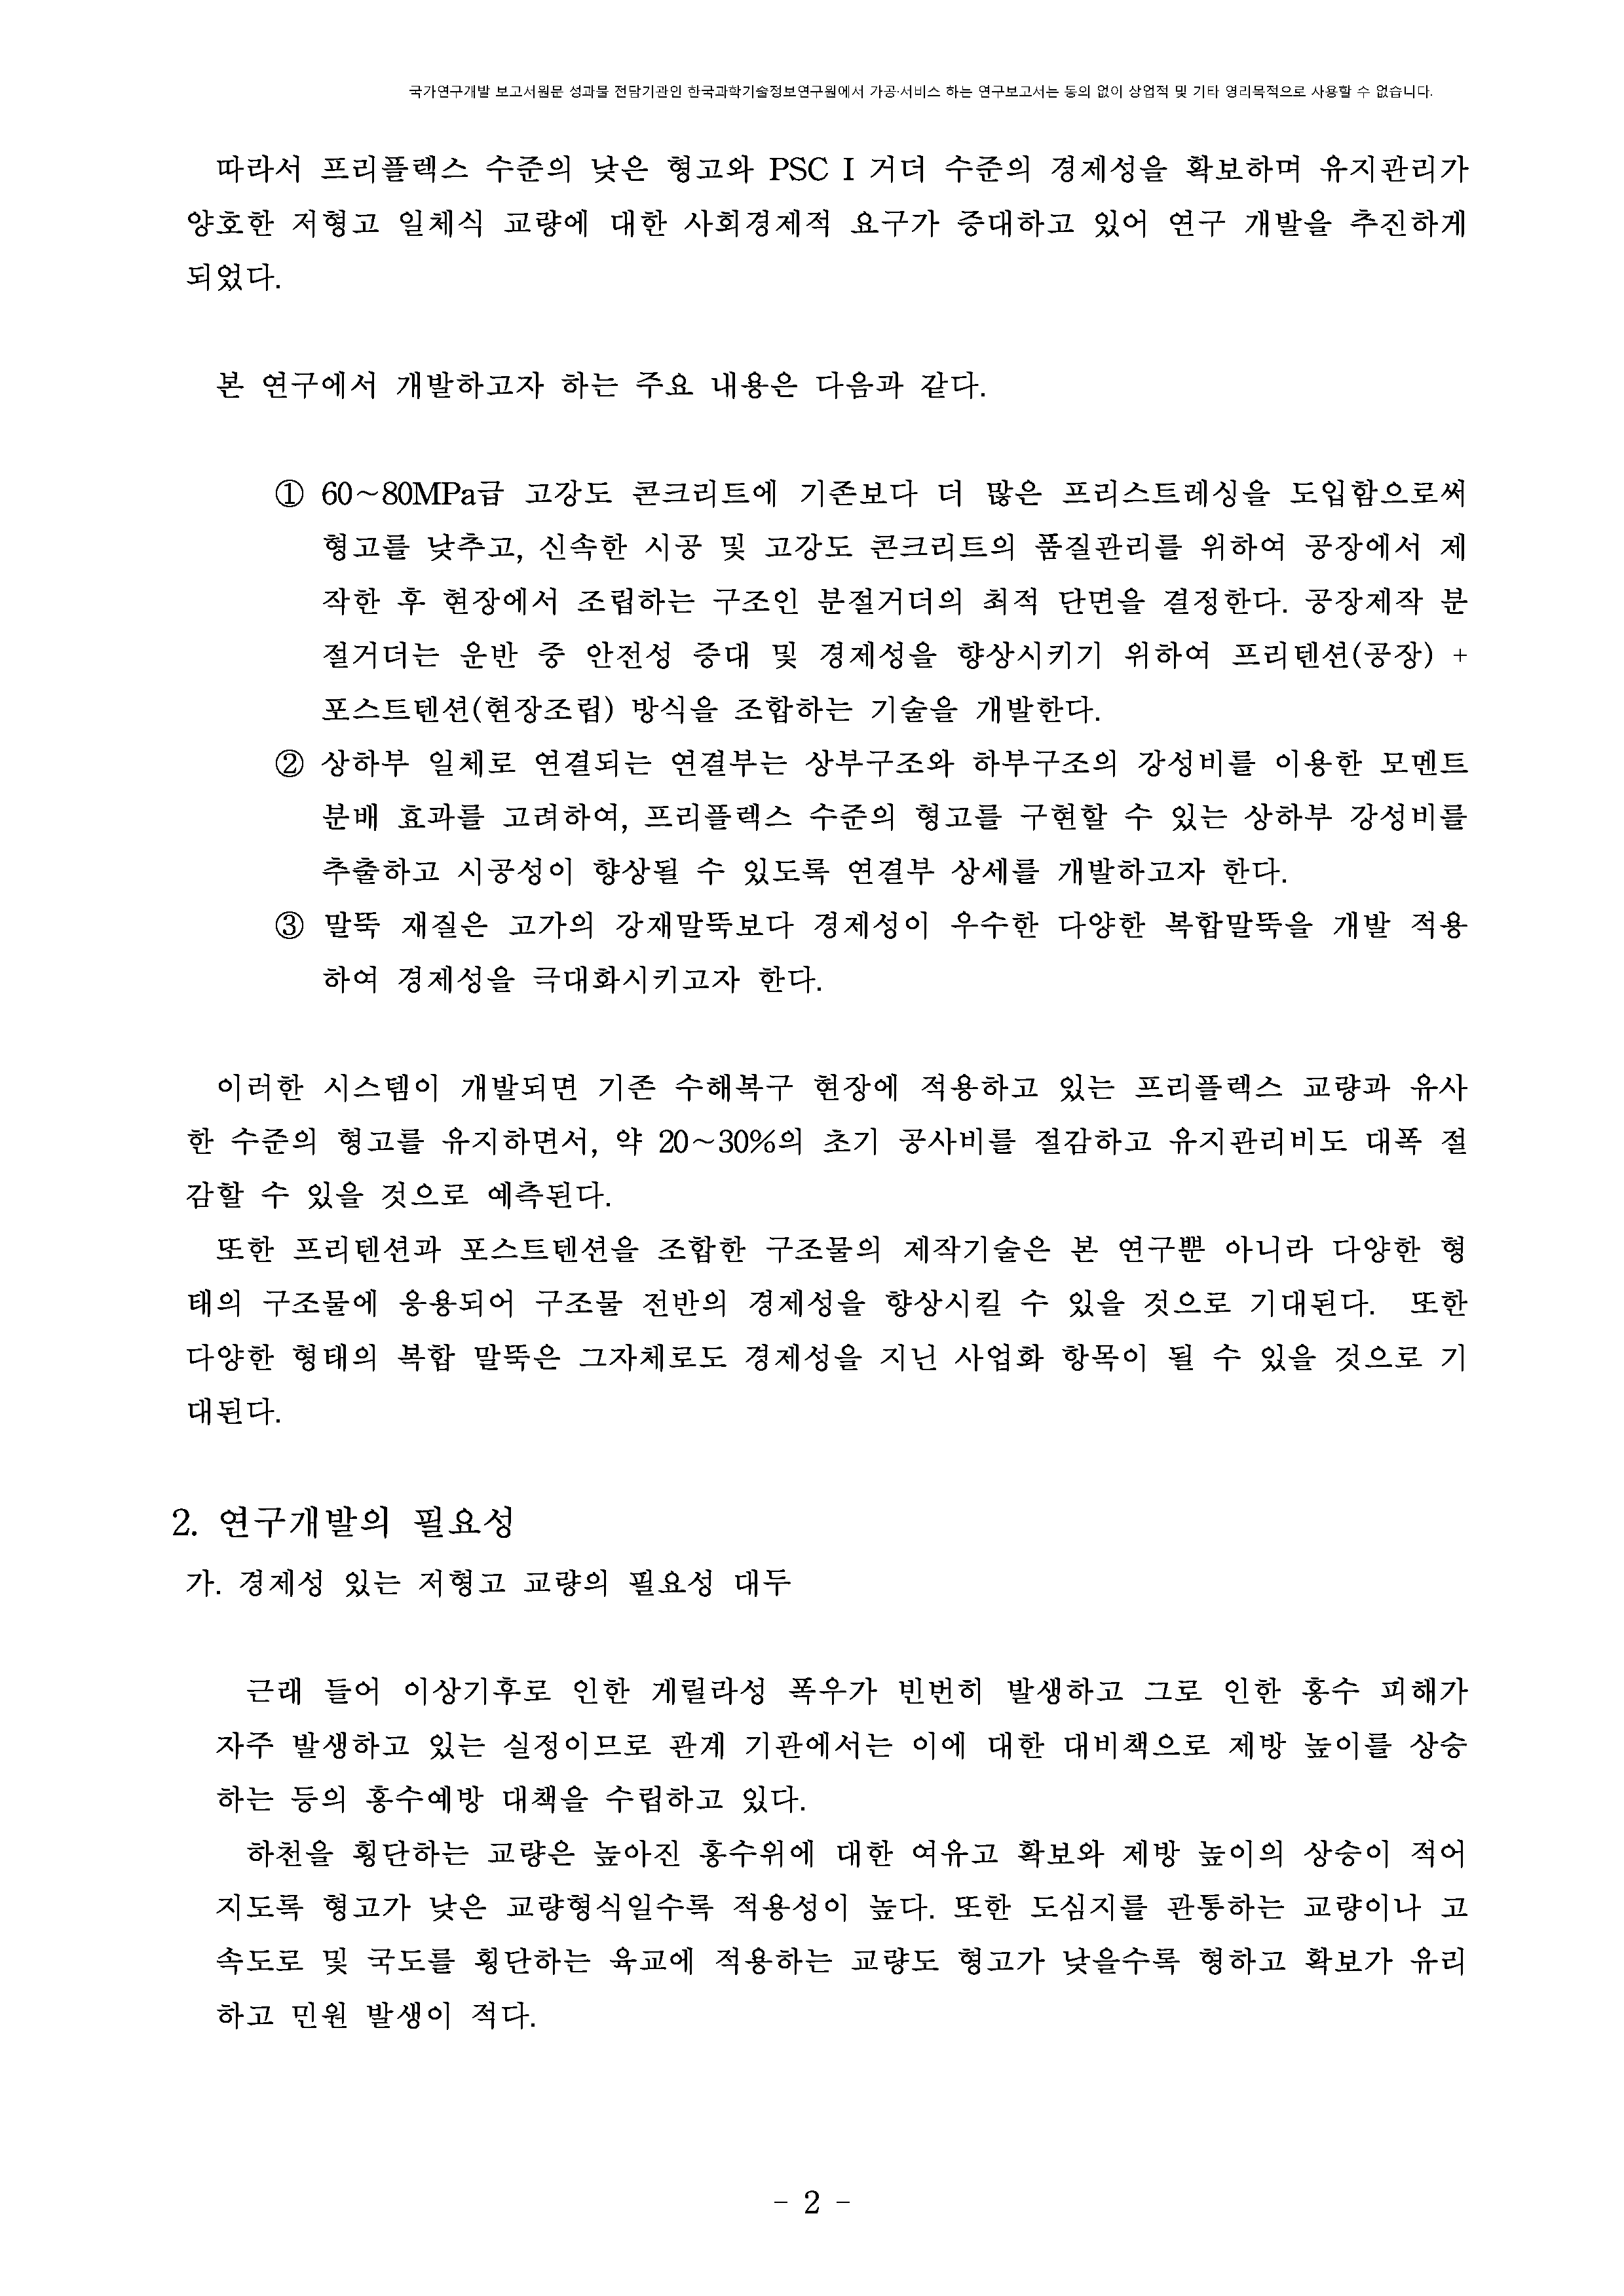 국가연구개발 보고서원문 성과물 전담기관인 한국과학기술정보연구원에서 가공·서비스 하는 연구보고서는 동의 없이 상업적 및 기타 영리목적으로 사용할 수 없습니다.
따라서 프리플렉스 수준의 낮은 형고와 PSC I 거더 수준의 경제성을 확보하며 유지관리가
양호한 저형고 일체식 교량에 대한 사회경제적 요구가 증대하고 있어 연구 개발을 추진하게
되었다.
본 연구에서 개발하고자 하는 주요 내용은 다음과 같다.
① 60~80MPa급 고강도 콘크리트에 기존보다 더 많은 프리스트레싱을 도입함으로써
형고를 낮추고, 신속한 시공 및 고강도 콘크리트의 품질관리를 위하여 공장에서 제
작한 후 현장에서 조립하는 구조인 분절거더의 최적 단면을 결정한다. 공장제작 분
절거더는 운반 중 안전성 증대 및 경제성을 향상시키기 위하여 프리텐션(공장) +
포스트텐션(현장조립) 방식을 조합하는 기술을 개발한다.
② 상하부 일체로 연결되는 연결부는 상부구조와 하부구조의 강성비를 이용한 모멘트
분배 효과를 고려하여, 프리플렉스 수준의 형고를 구현할 수 있는 상하부 강성비를
추출하고 시공성이 향상될 수 있도록 연결부 상세를 개발하고자 한다.
③ 말뚝 재질은 고가의 강재말뚝보다 경제성이 우수한 다양한 복합말뚝을 개발 적용
하여 경제성을 극대화시키고자 한다.
이러한 시스템이 개발되면 기존 수해복구 현장에 적용하고 있는 프리플렉스 교량과 유사
한 수준의 형고를 유지하면서, 약 20~30%의 초기 공사비를 절감하고 유지관리비도 대폭 절
감할 수 있을 것으로 예측된다.
또한 프리텐션과 포스트텐션을 조합한 구조물의 제작기술은 본 연구뿐 아니라 다양한 형
태의 구조물에 응용되어 구조물 전반의 경제성을 향상시킬 수 있을 것으로 기대된다. 또한
다양한 형태의 복합 말뚝은 그자체로도 경제성을 지닌 사업화 항목이 될 수 있을 것으로 기
대된다.
2. 연구개발의 필요성
가. 경제성 있는 저형고 교량의 필요성 대두
근래 들어 이상기후로 인한 게릴라성 폭우가 빈번히 발생하고 그로 인한 홍수 피해가
자주 발생하고 있는 실정이므로 관계 기관에서는 이에 대한 대비책으로 제방 높이를 상승
하는 등의 홍수예방 대책을 수립하고 있다.
하천을 횡단하는 교량은 높아진 홍수위에 대한 여유고 확보와 제방 높이의 상승이 적어
지도록 형고가 낮은 교량형식일수록 적용성이 높다. 또한 도심지를 관통하는 교량이나 고
속도로 및 국도를 횡단하는 육교에 적용하는 교량도 형고가 낮을수록 형하고 확보가 유리
하고 민원 발생이 적다.
- 2 -